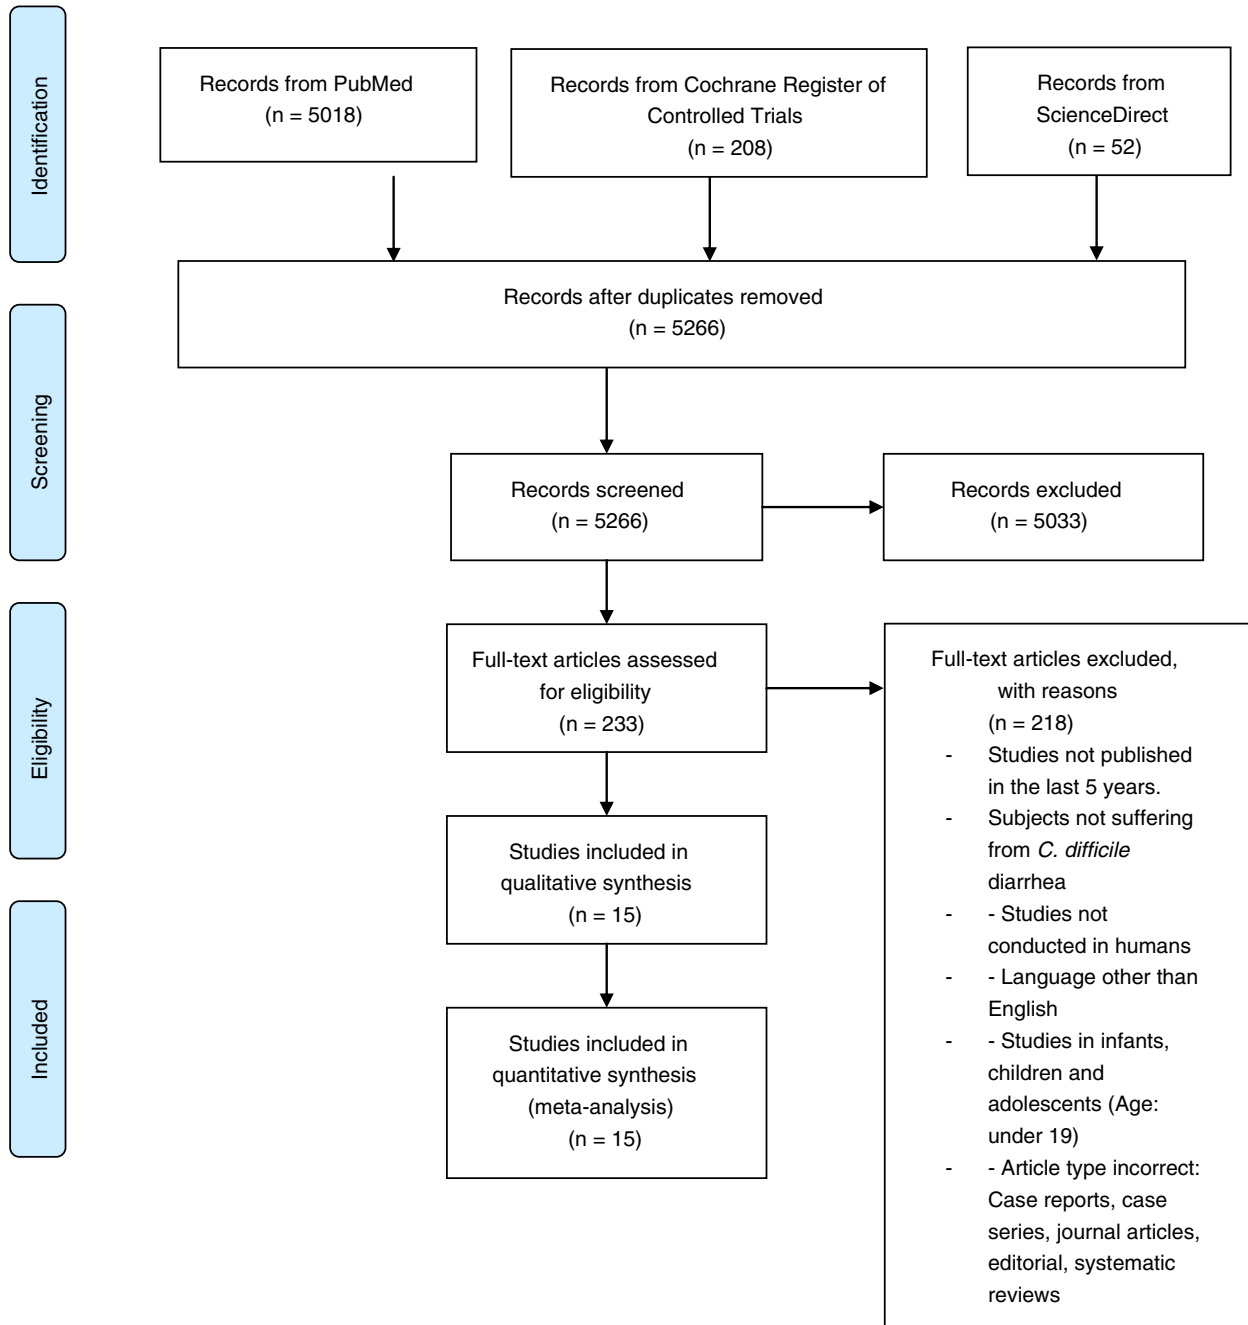 Identification
Records from PubMed
(n = 5018)
Records from Cochrane Register of
Controlled Trials
(n = 208)
Records from
ScienceDirect
(n = 52)
Records after duplicates removed
(n = 5266)
Screening
Records screened
(n = 5266)
Records excluded
(n = 5033)
Eligibility
Full-text articles assessed
for eligibility
(n = 233)
Full-text articles excluded,
with reasons
(n = 218)
- Studies not published
in the last 5 years.
- Subjects not suffering
from C. difficile
diarrhea
- - Studies not
conducted in humans
- - Language other than
English
- - Studies in infants,
children and
adolescents (Age:
under 19)
- - Article type incorrect:
Case reports, case
series, journal articles,
editorial, systematic
reviews
Studies included in
qualitative synthesis
(n = 15)
Included
Studies included in
quantitative synthesis
(meta-analysis)
(n = 15)